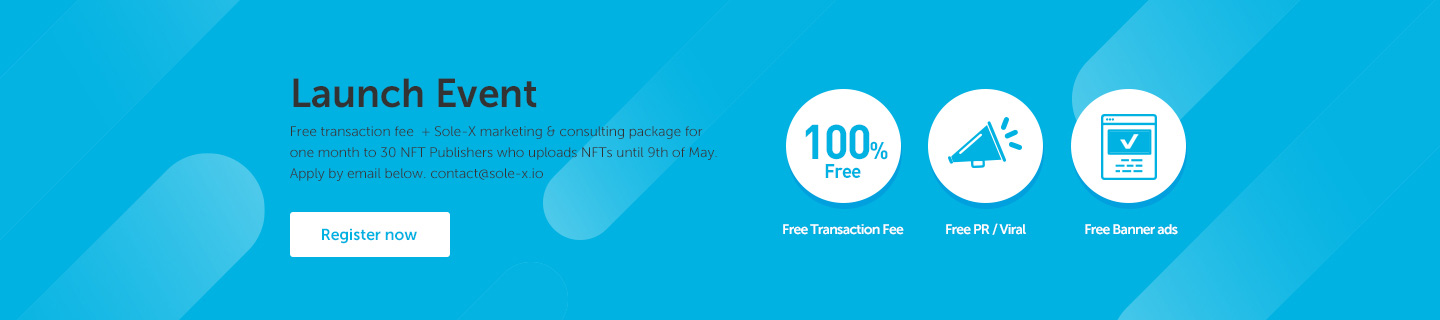 Launch Event
Free transaction fee + Sole-X marketing & consulting package for
one month to 30 NFT Publishers who uploads NFTs until 9th of May.
Apply by email below. contact@sole-x.io
Register now
100%
Free
Free Transaction Fee
Free PR / Viral
Free Banner ads